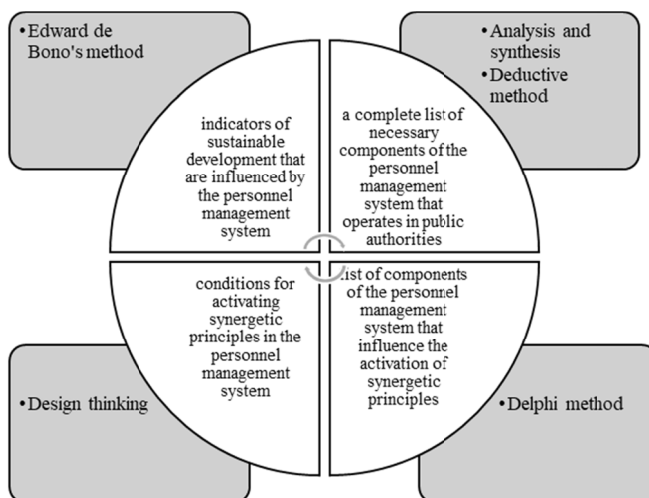 •Edward de
Bono's method
•Analysis and
synthesis
•Deductive
method
indicators of
sustainable
development that
are influenced by
the personnel
management
system
a complete list of
necessary
components of the
personnel
management
system that
operates in public
authorities
conditions for
activating
synergetic
principles in the
personnel
management
system
list of components
of the personnel
management
system that
influence the
activation of
synergetic
principles
•Design thinking
•Delphi method